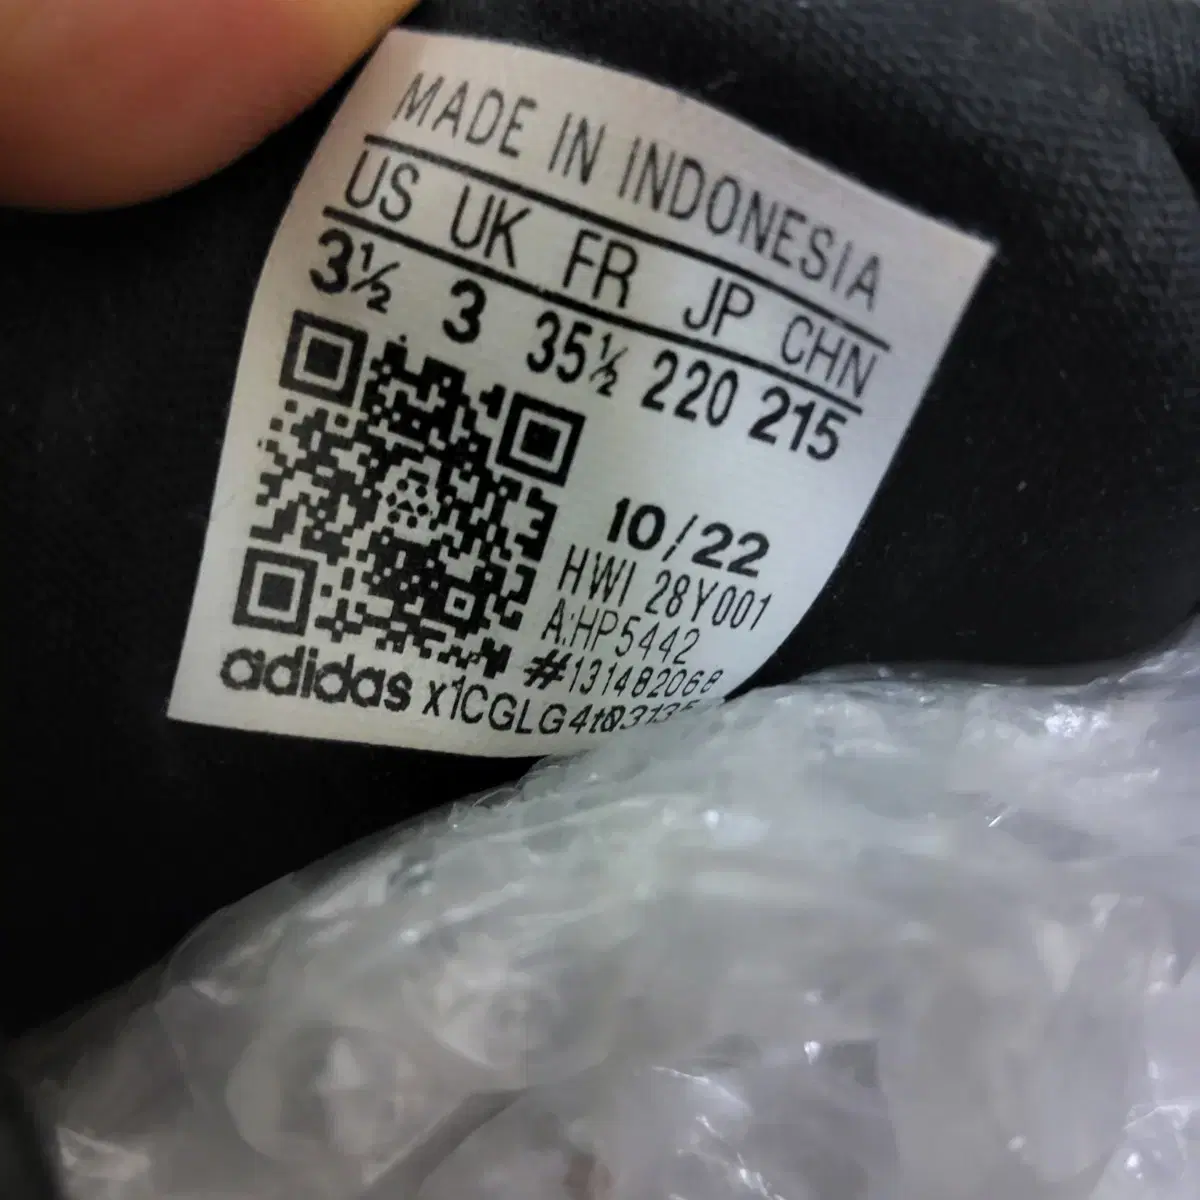 MADE IN INDONESIA
US UK FR JP CHN
3½ 3 35½ 220 215
10/22
HWI 28Y001
A:HP5442
#131482068
adidas